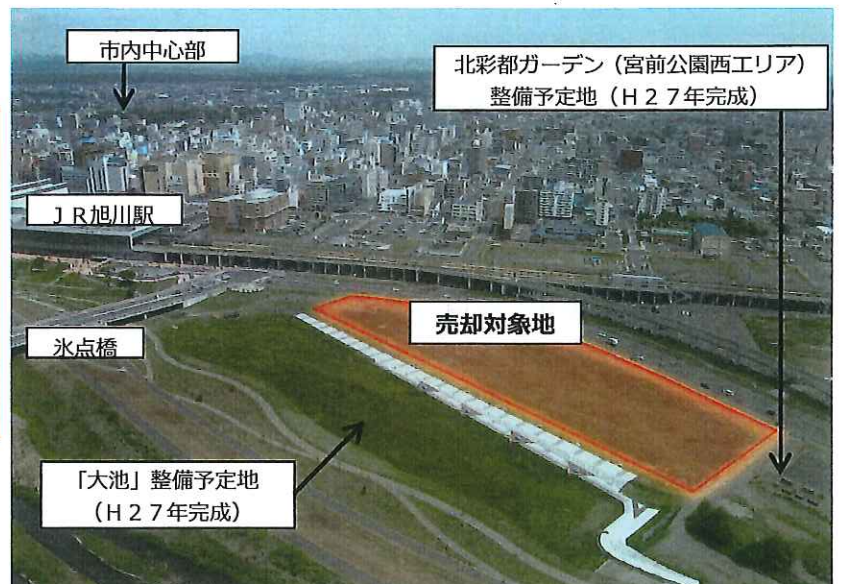 市内中心部
北彩都ガーデン（宮前公園西エリア）
整備予定地（Ｈ２７年完成）
ＪＲ旭川駅
売却対象地
氷点橋
「大池」整備予定地
（Ｈ２７年完成）